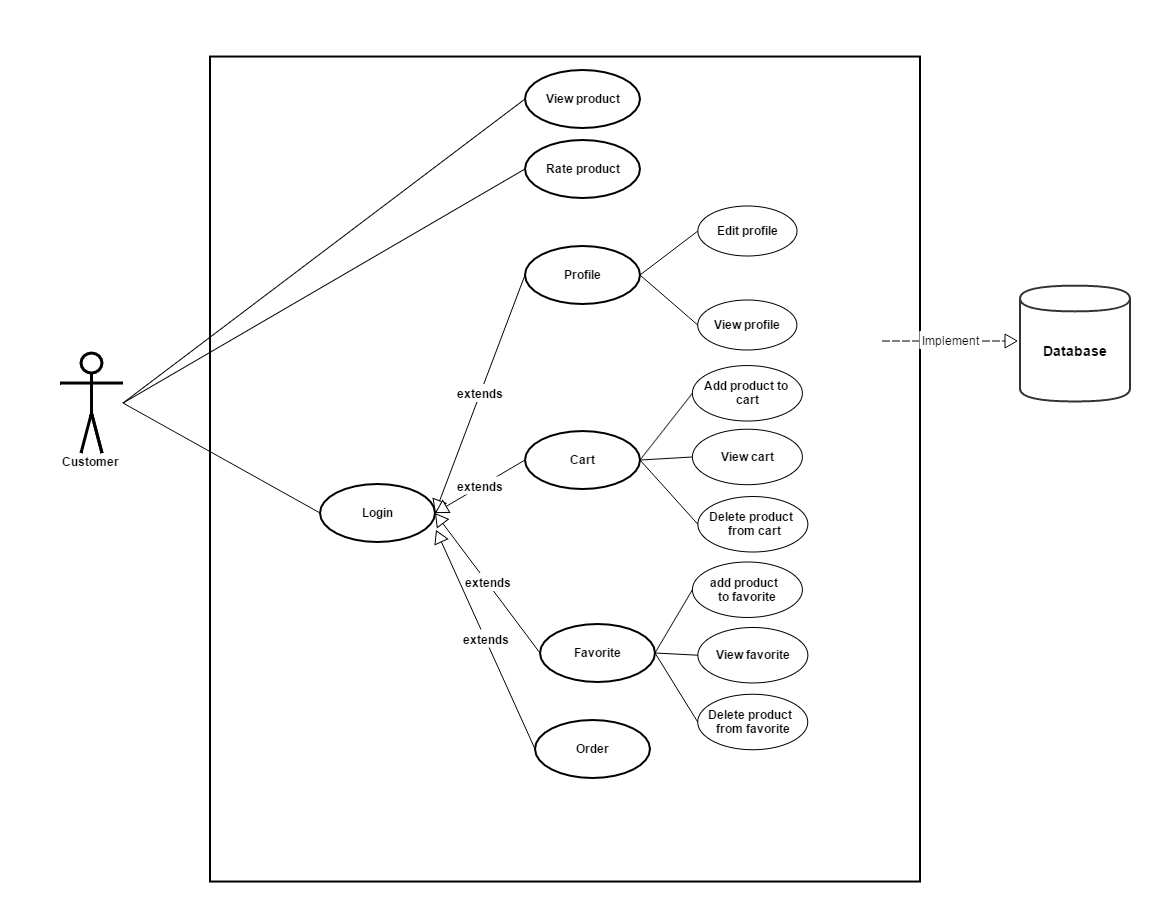 View product
Rate product
Edit profile
Profile
View profile
Implement
Database
Add product to
cart
extends
View cart
Cart
Customer
extends
Login
Delete product
from cart
extends
add product
to favorite
extends
Favorite
View favorite
Delete product
from favorite
Order